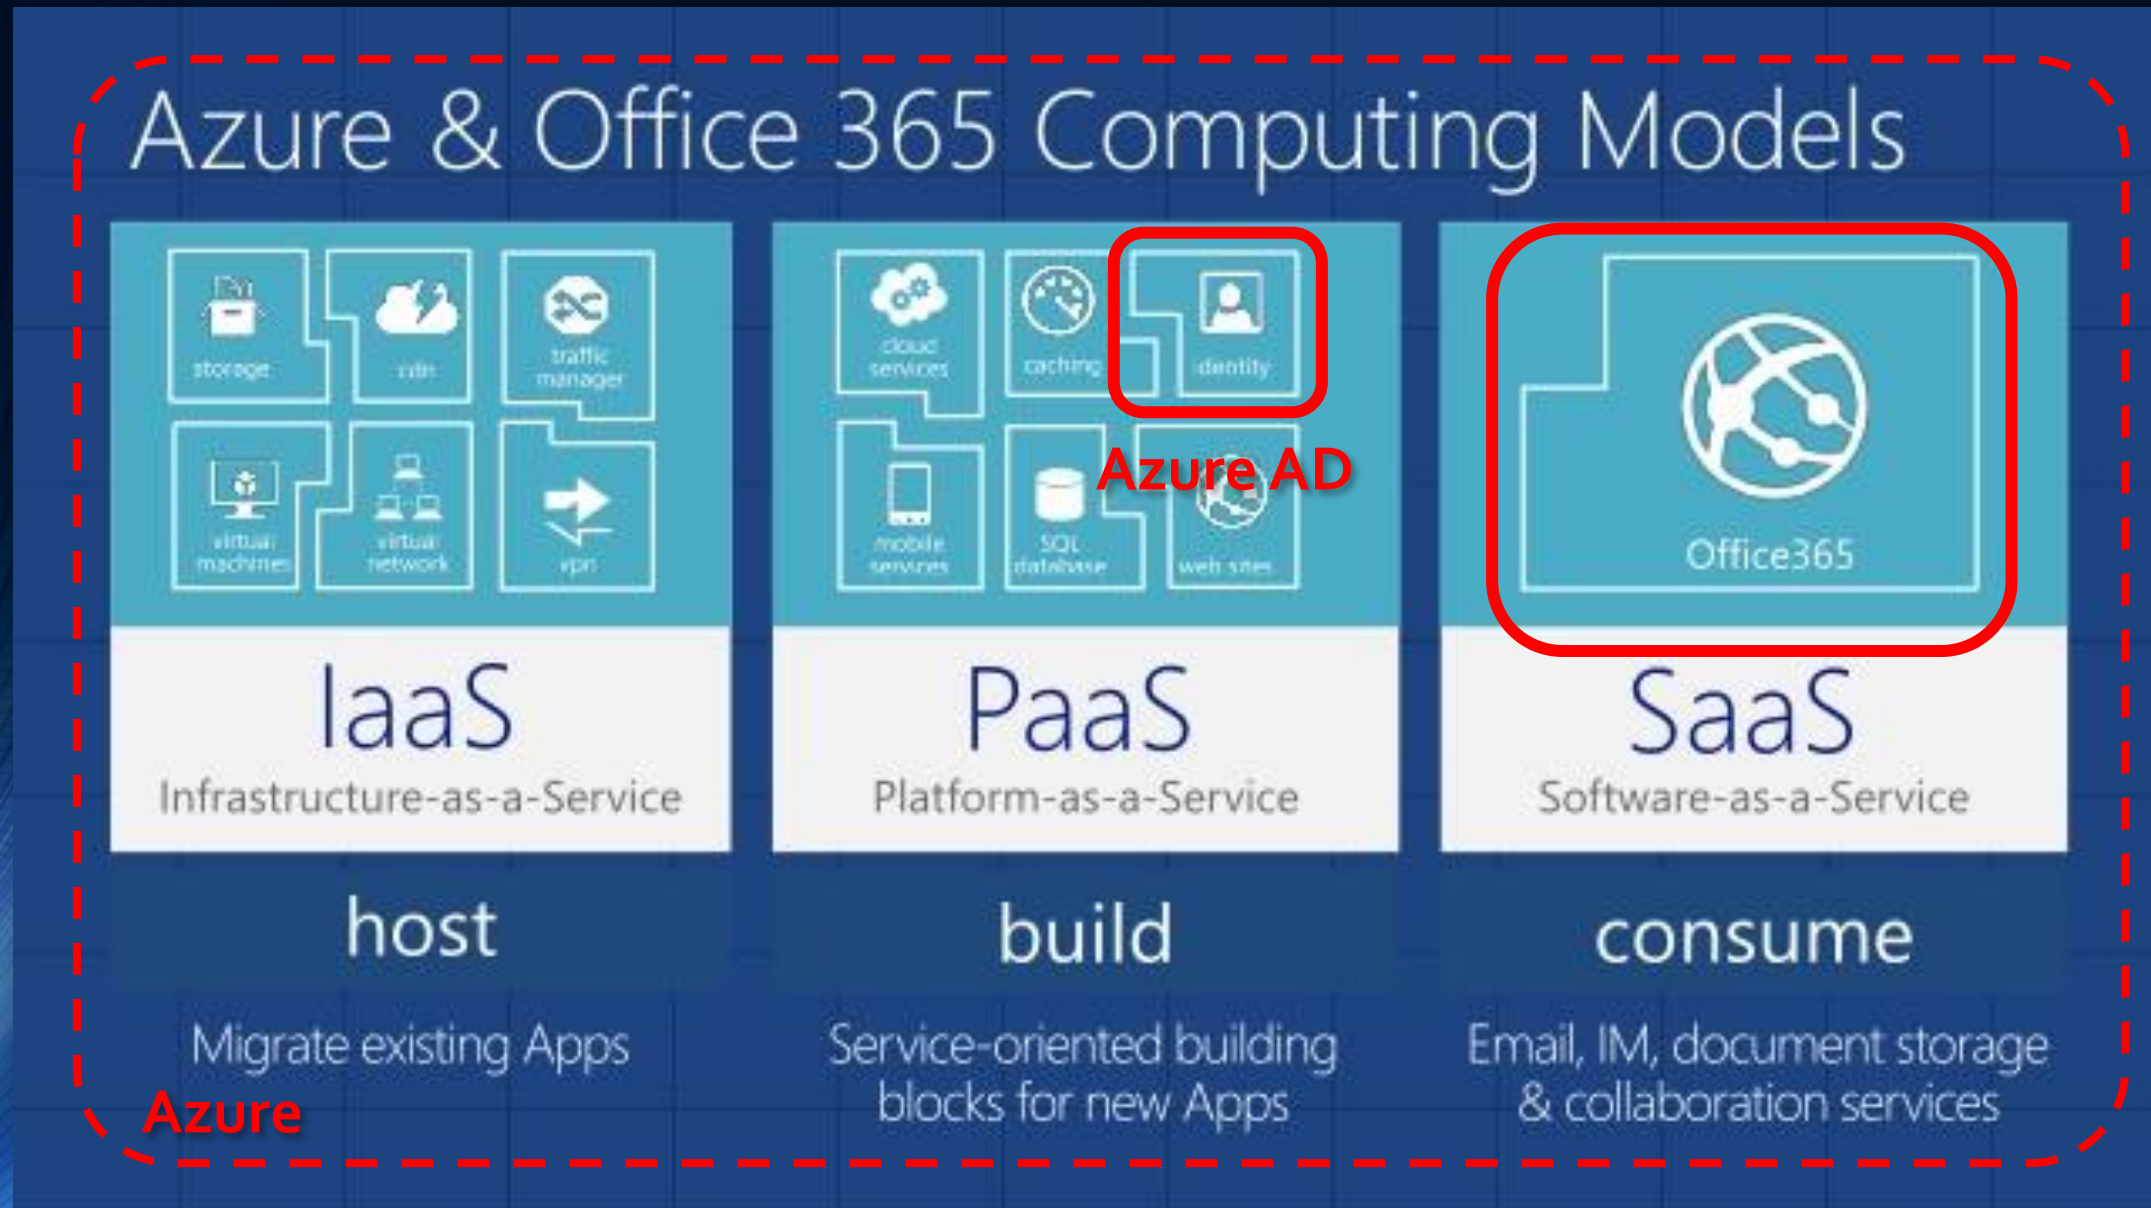 Azure & Office 365 Computing Models
storage
cdn
traffic
manager
virtual
machines
virtual
network
vpn
cloud
services
caching
identity
Azure AD
mobile
services
SQL
database
web sites
Office365
IaaS
Infrastructure-as-a-Service
PaaS
Platform-as-a-Service
SaaS
Software-as-a-Service
host
build
consume
Migrate existing Apps
Service-oriented building
blocks for new Apps
Email, IM, document storage
& collaboration services
Azure